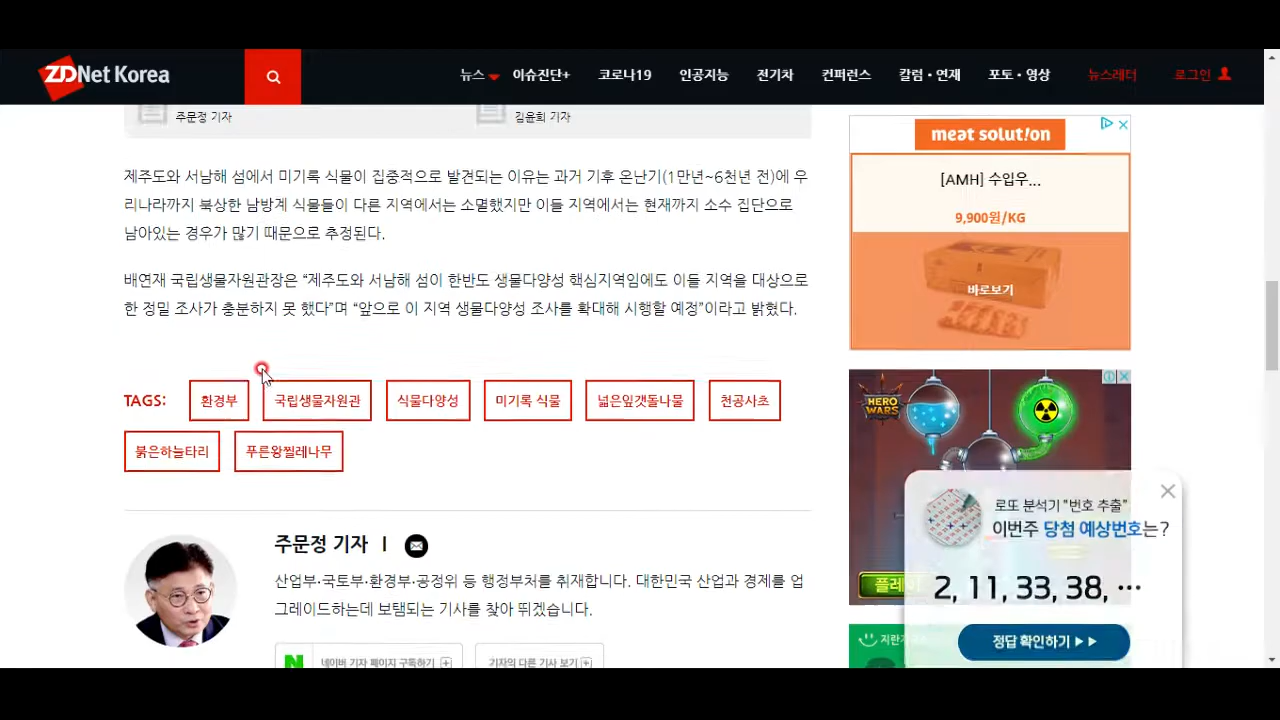 ZDNet Korea
뉴스 이슈진단+ 코로나19 인공지능 전기차 컨퍼런스 칼럼・연재 포토・영상 뉴스레터 로그인
주문정 기자 김윤희 기자
제주도와 서남해 섬에서 미기록 식물이 집중적으로 발견되는 이유는 과거 기후 온난기(1만년~6천년 전)에 우
리나라까지 북상한 남방계 식물들이 다른 지역에서는 소멸했지만 이들 지역에서는 현재까지 소수 집단으로
남아있는 경우가 많기 때문으로 추정된다.
배연재 국립생물자원관장은 “제주도와 서남해 섬이 한반도 생물다양성 핵심지역임에도 이들 지역을 대상으로
한 정밀 조사가 충분하지 못 했다”며 “앞으로 이 지역 생물다양성 조사를 확대해 시행할 예정”이라고 밝혔다.
TAGS: 환경부 국립생물자원관 식물다양성 미기록 식물 넓은잎갯돌나물 천공사초
붉은하늘타리 푸른왕찔레나무
주문정 기자 |
산업부·국토부·환경부·공정위 등 행정부처를 취재합니다. 대한민국 산업과 경제를 업
그레이드하는데 보탬되는 기사를 찾아 뛰겠습니다.
N 네이버 기자 페이지 구독하기 기자의 다른 기사 보기
meat solut!on
[AMH] 수입우...
9,900원/KG
바로보기
HERO
WARS
플레
로또 분석기 "번호 추출"
이번주 당첨 예상번호는?
2, 11, 33, 38, ···
정답 확인하기 ▶ ▶